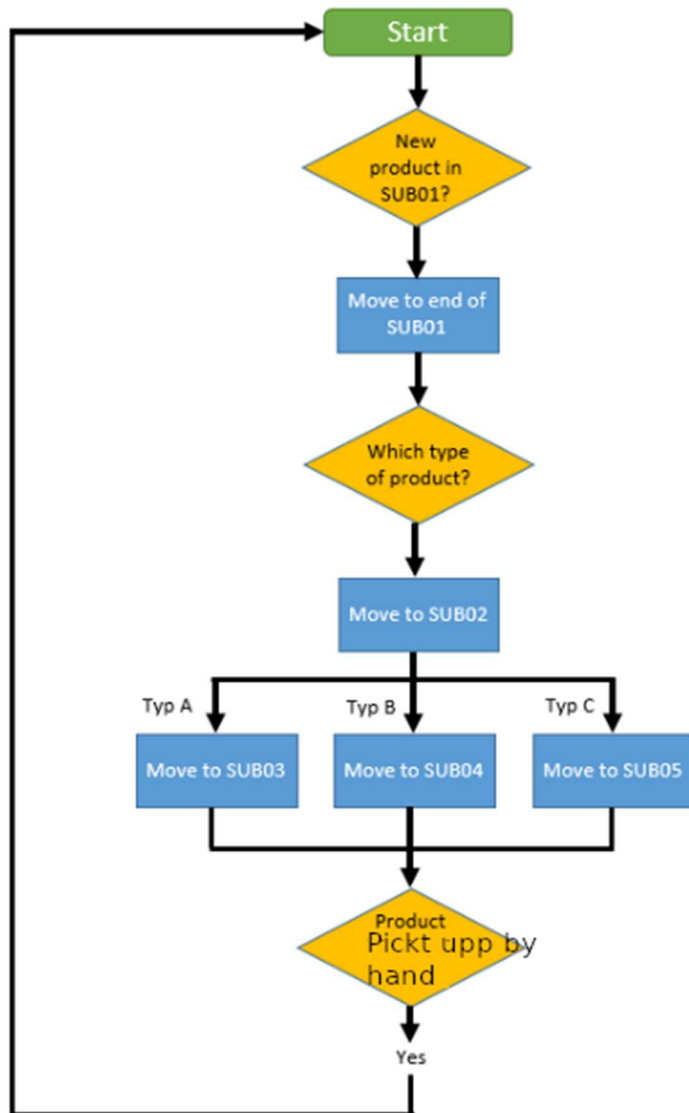 Start
New
product in
SUB01?
Move to end of
SUB01
Which type
of product?
Move to SUB02
Typ A
Typ B
Typ C
Move to SUB03
Move to SUB04
Move to SUB05
Product
Pickt upp by
hand
Yes